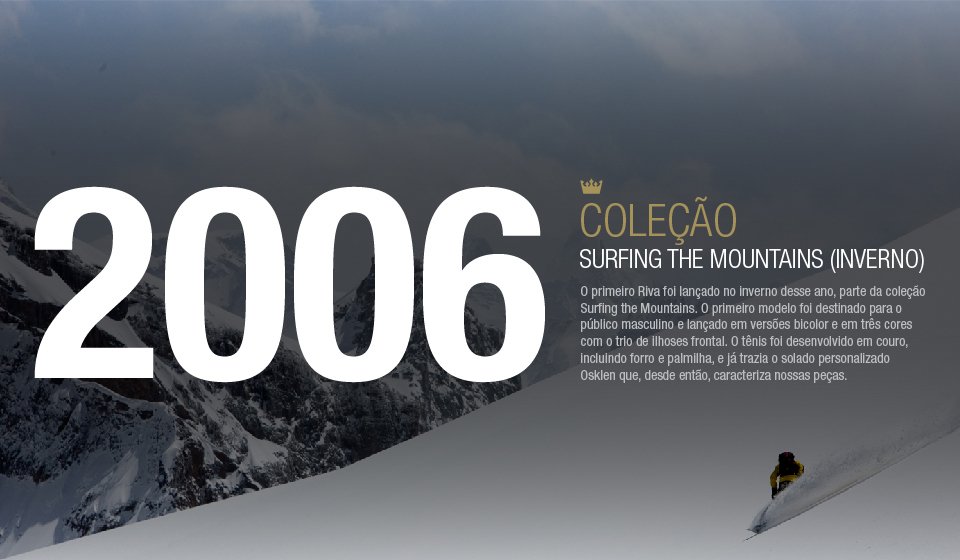 2006
COLEÇÃO
SURFING THE MOUNTAINS (INVERNO)
O primeiro Riva foi lançado no inverno desse ano, parte da coleção
Surfing the Mountains. O primeiro modelo foi destinado para o
público masculino e lançado em versões bicolor e em três cores
com o trio de ilhoses frontal. O tênis foi desenvolvido em couro,
incluindo forro e palmilha, e já trazia o solado personalizado
Osklen que, desde então, caracteriza nossas peças.